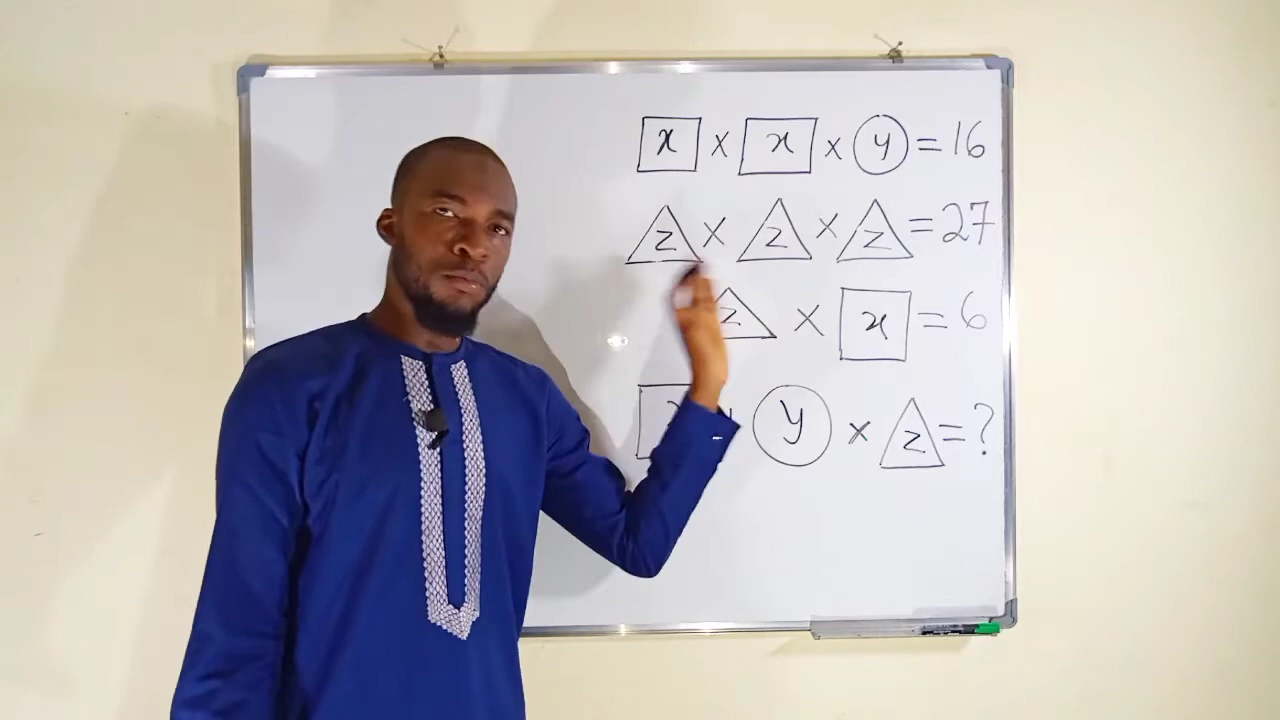 x × x × y = 16
z × z × z = 27
z × x = 6
y × z = ?